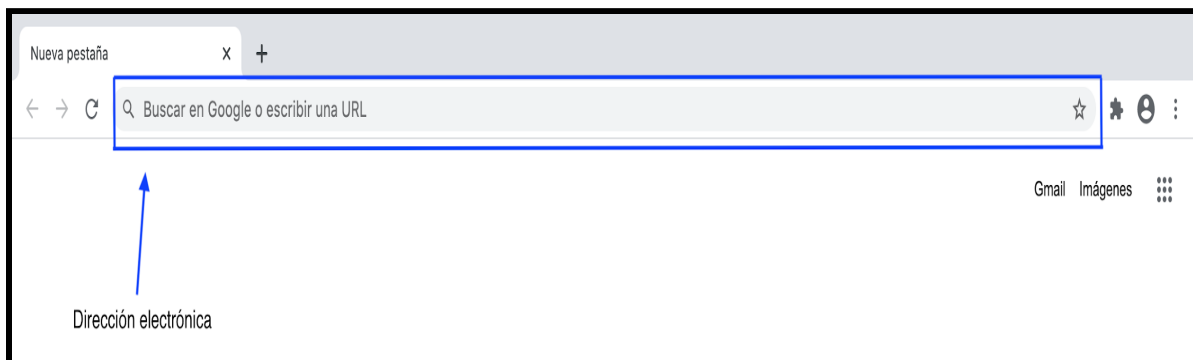 Nueva pestaña
Buscar en Google o escribir una URL
Gmail Imágenes
Dirección electrónica